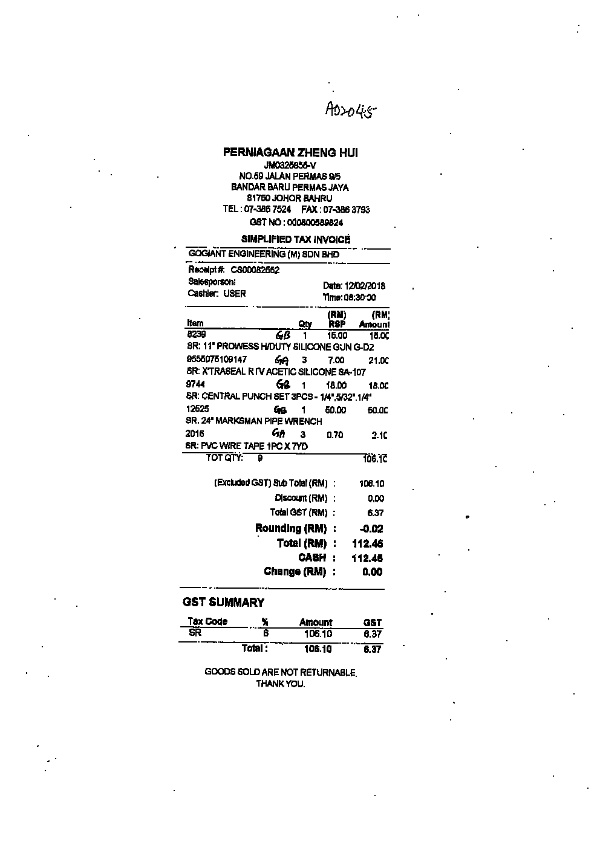 A02045
PERNIAGAAN ZHENG HUI
JM0326955-V
NO.59 JALAN PERMAS 9/5
BANDAR BARU PERMAS JAYA
81750 JOHOR BAHRU
TEL : 07-386 7524 FAX : 07-386 3793
GST NO : 000800589824
SIMPLIFIED TAX INVOICE
GOGIANT ENGINEERING (M) SDN BHD
Receipt #: CS00082662
Salesperson:
Date: 12/02/2018
Cashier: USER Time: 08:30:00
(RM) (RM)
Item Qty RSP Amount
8239 GB 1 15.00 15.00
SR: 11" PROWESS H/DUTY SILICONE GUN G-D2
9555075109147 GA 3 7.00 21.00
SR: X'TRASEAL RTV ACETIC SILICONE SA-107
9744 GB 1 18.00 18.00
SR: CENTRAL PUNCH SET 3PCS - 1/4",5/32",1/4"
12625 GB 1 50.00 50.00
SR: 24" MARKSMAN PIPE WRENCH
2016 GA 3 0.70 2.10
SR: PVC WIRE TAPE 1PC X 7YD
TOT QTY: 9 106.10
(Excluded GST) Sub Total (RM) : 106.10
Discount (RM) : 0.00
Total GST (RM) : 6.37
Rounding (RM) : -0.02
Total (RM) : 112.45
CASH : 112.45
Change (RM) : 0.00
GST SUMMARY
Tax Code % Amount GST
SR 6 106.10 6.37
Total : 106.10 6.37
GOODS SOLD ARE NOT RETURNABLE,
THANK YOU.